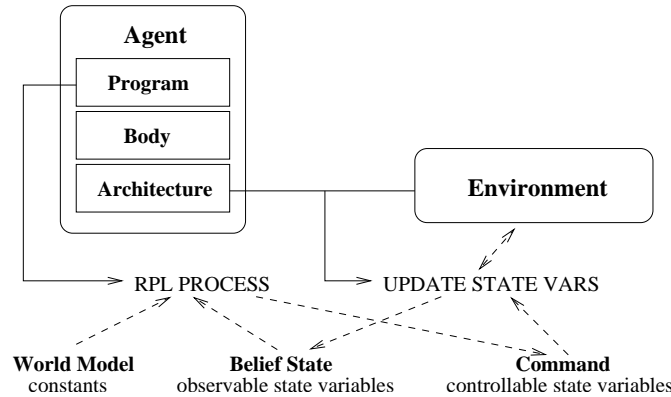 Agent
Program
Body
Architecture
Environment
RPL PROCESS UPDATE STATE VARS
World Model Belief State Command
constants observable state variables controllable state variables